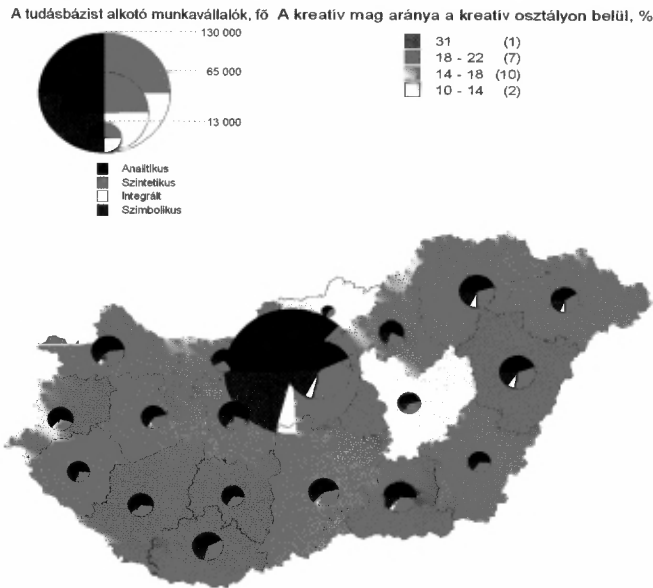 A tudásbázist alkotó munkavállalók, fő
130 000
65 000
13 000
Analitikus
Szintetikus
Integrált
Szimbolikus
A kreatív mag aránya a kreatív osztályon belül, %
31 (1)
18 - 22 (7)
14 - 18 (10)
10 - 14 (2)